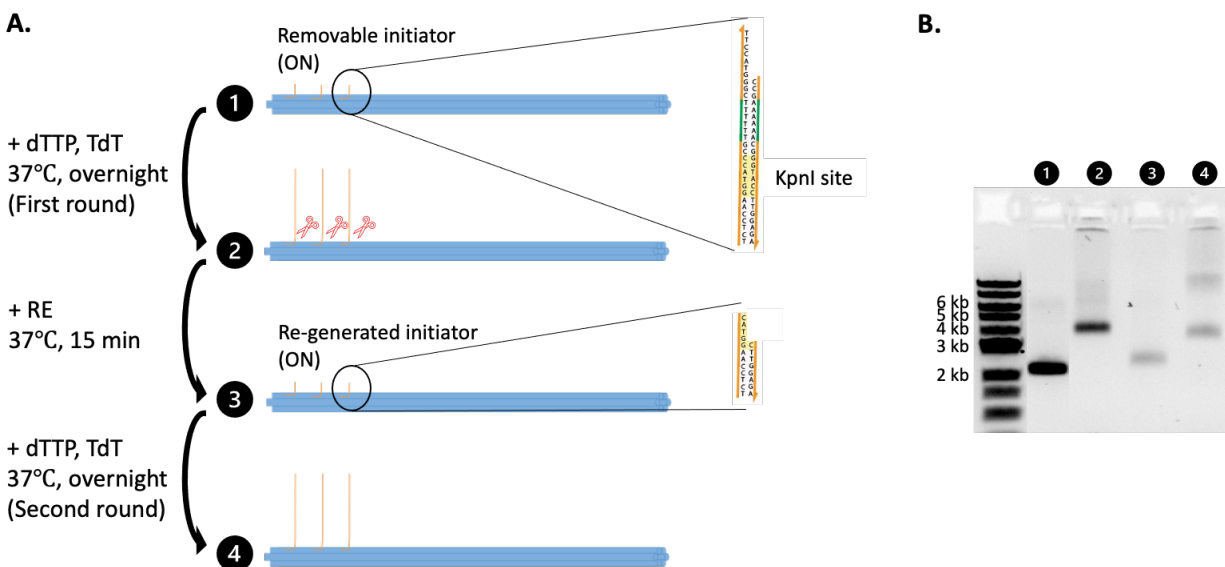 A.
Removable initiator
(ON)
1
+ dTTP, TdT
37℃, overnight
(First round)
KpnI site
2
+ RE
37℃, 15 min
Re-generated initiator
(ON)
CATGGAACCTCT
CTTGGAGA
3
+ dTTP, TdT
37℃, overnight
(Second round)
4
B.
1 2 3 4
6 kb
5 kb
4 kb
3 kb
2 kb